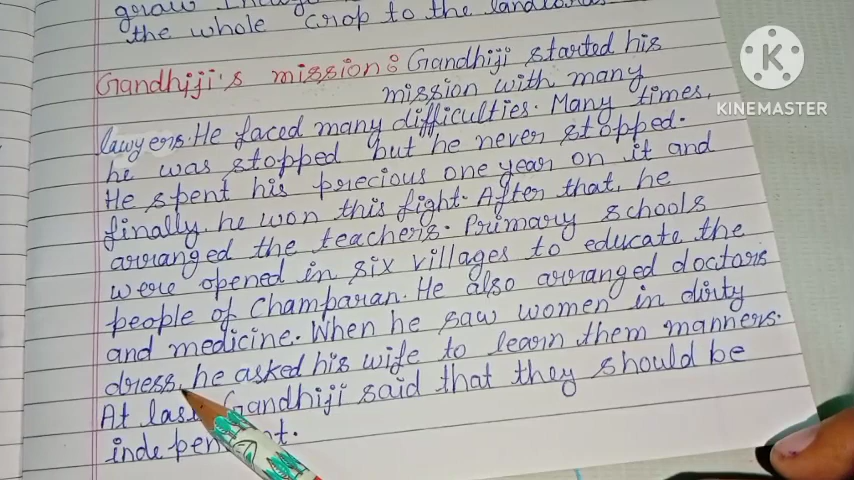 the whole crop to the
Gandhiji's mission: Gandhiji started his
mission with many
lawyers. He faced many difficulties. Many times,
he was stopped but he never stopped.
He spent his precious one year on it and
finally he won this fight. After that, he
arranged the teachers. Primary schools
were opened in six villages to educate the
people of Champaran. He also arranged doctors
and medicine. When he saw women in dirty
dress, he asked his wife to learn them manners.
At last Gandhiji said that they should be
independent.
K
KINEMASTER